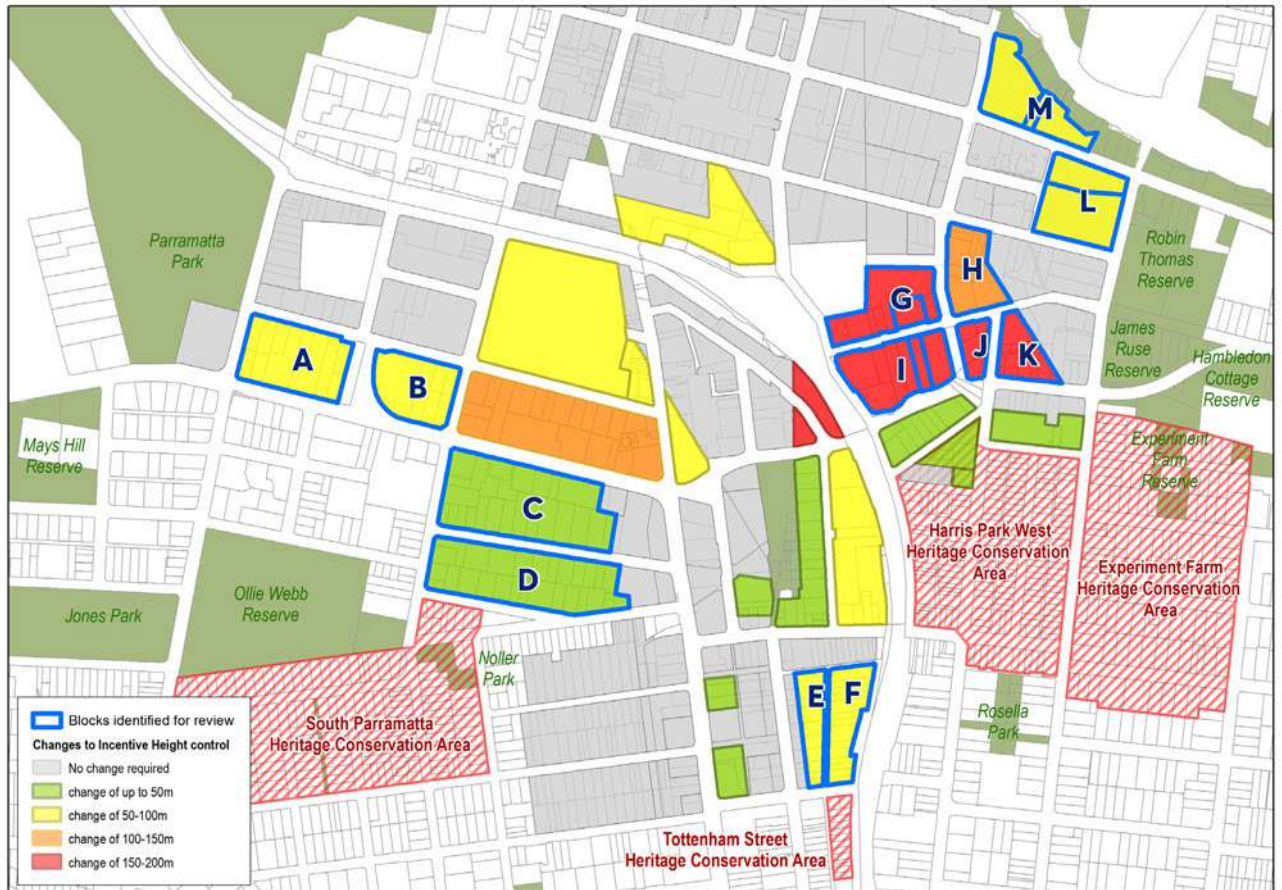 M
L
Parramatta
Park
Robin
Thomas
Reserve
H
G
James
Ruse
Reserve
Hambledon
Cottage
Reserve
A
B
I
J
K
Mays Hill
Reserve
Experiment
Farm
Reserve
C
Harris Park West
Heritage Conservation
Area
Experiment Farm
Heritage Conservation
Area
D
Jones Park
Ollie Webb
Reserve
Noller
Park
E
F
Rosella
Park
South Parramatta
Heritage Conservation Area
Blocks identified for review
Changes to Incentive Height control
No change required
change of up to 50m
change of 50-100m
change of 100-150m
change of 150-200m
Tottenham Street
Heritage Conservation Area